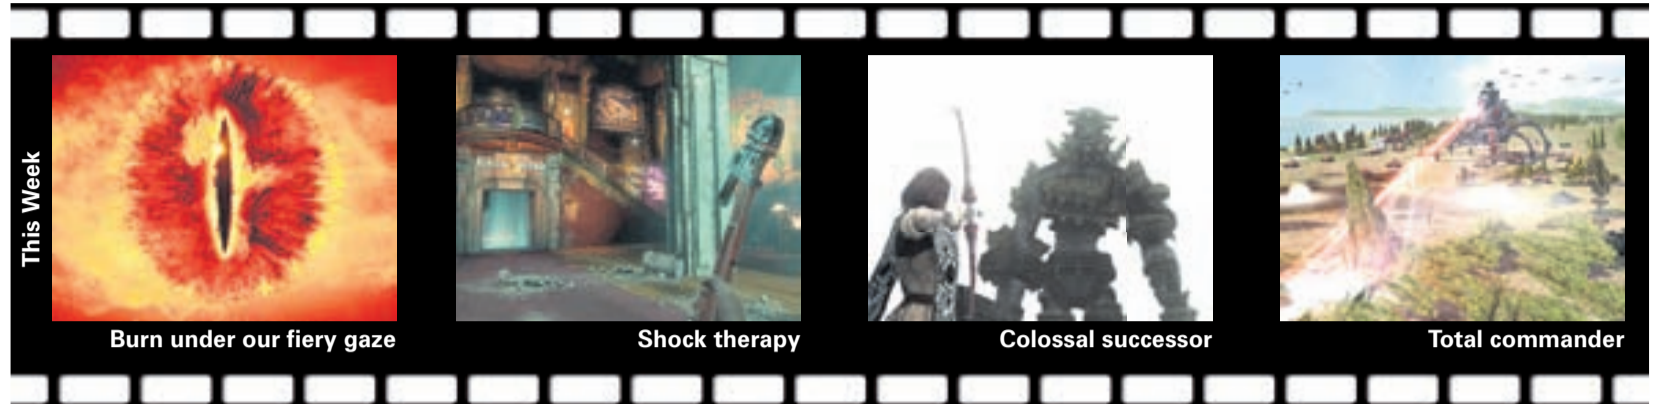 This Week
Burn under our fiery gaze
Shock therapy
Colossal successor
Total commander